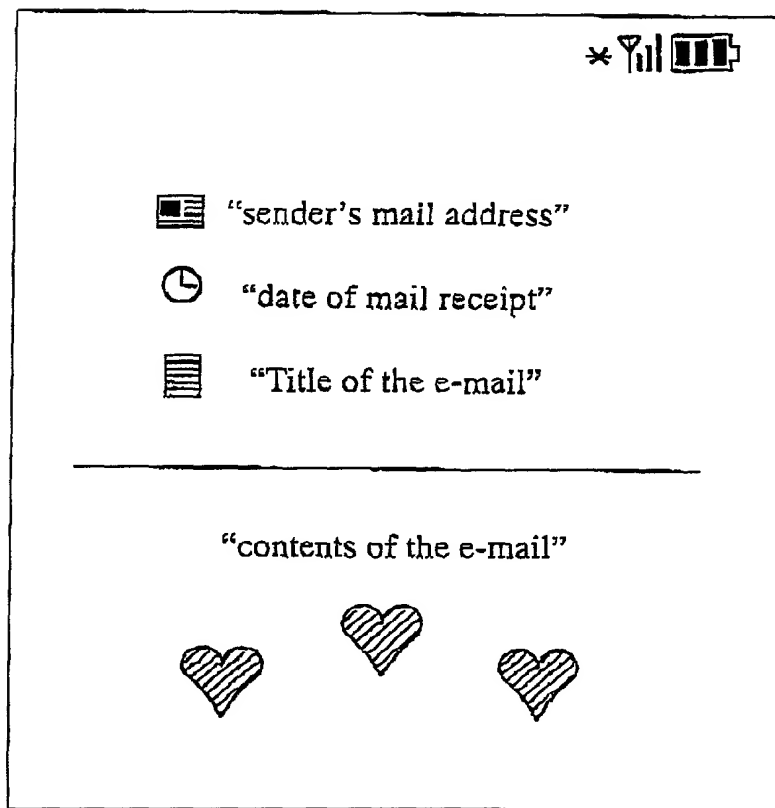 “sender’s mail address”
“date of mail receipt”
“Title of the e-mail”
“contents of the e-mail”